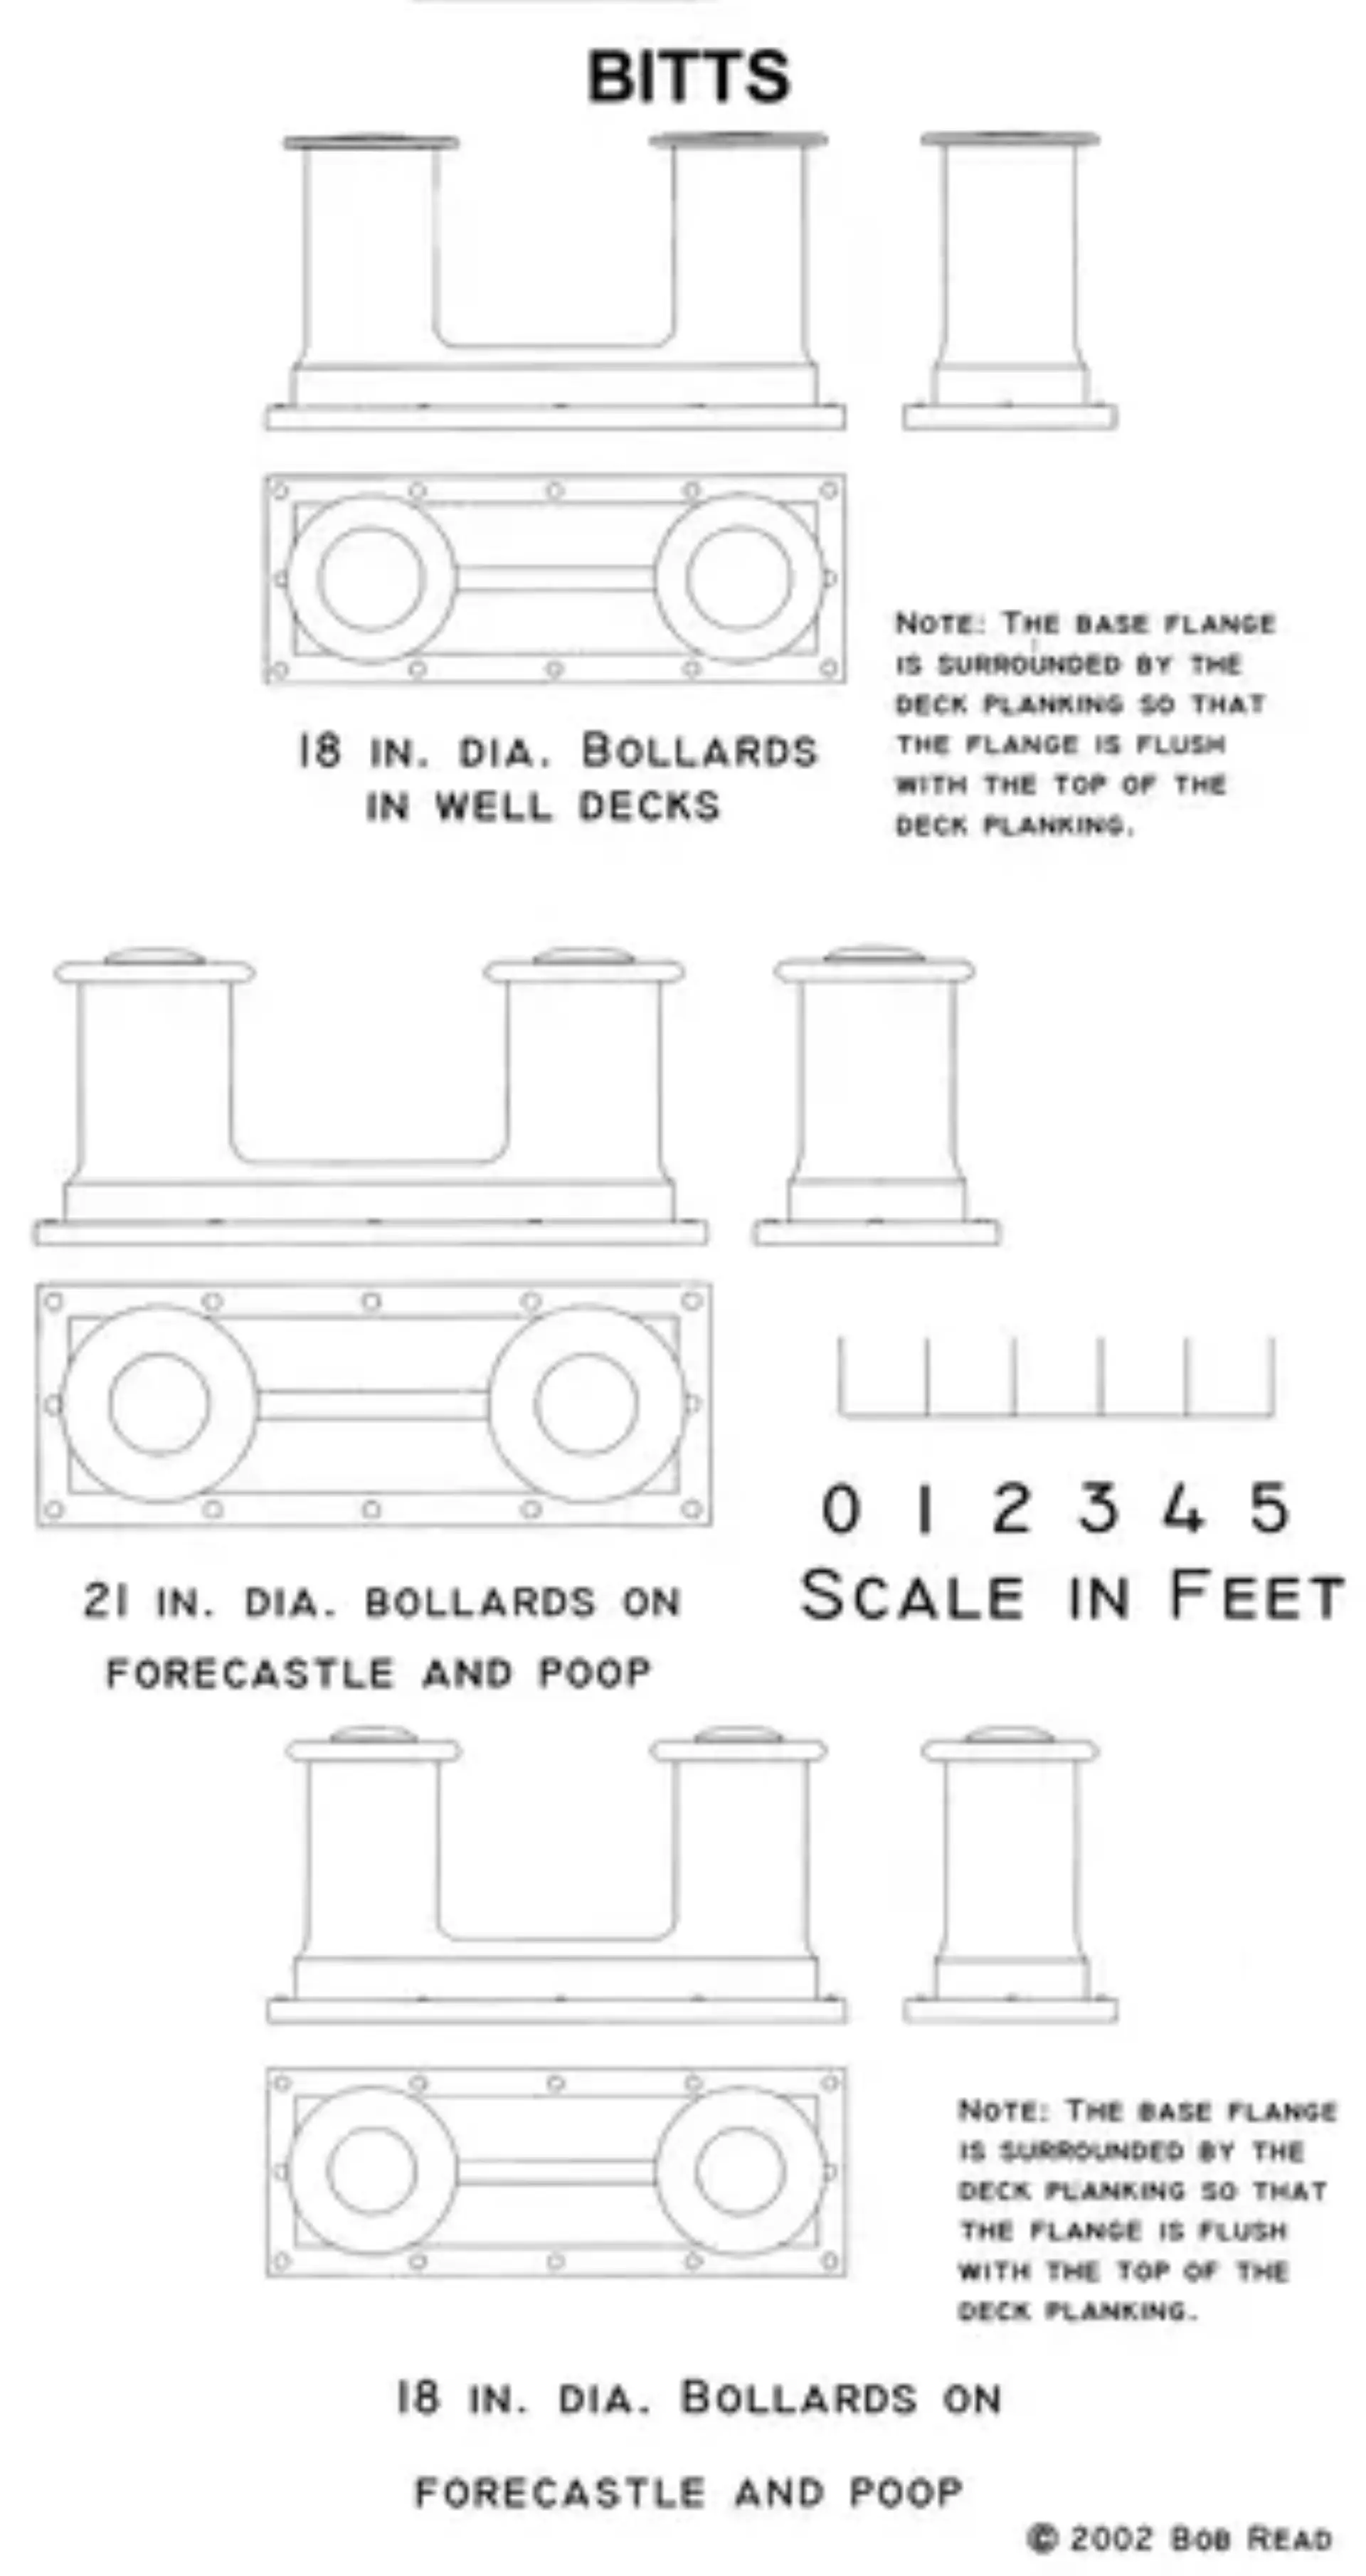 BITTS
NOTE: THE BASE FLANGE
IS SURROUNDED BY THE
DECK PLANKING SO THAT
THE FLANGE IS FLUSH
WITH THE TOP OF THE
DECK PLANKING.
18 IN. DIA. BOLLARDS
IN WELL DECKS
0 1 2 3 4 5
SCALE IN FEET
21 IN. DIA. BOLLARDS ON
FORECASTLE AND POOP
NOTE: THE BASE FLANGE
IS SURROUNDED BY THE
DECK PLANKING SO THAT
THE FLANGE IS FLUSH
WITH THE TOP OF THE
DECK PLANKING.
18 IN. DIA. BOLLARDS ON
FORECASTLE AND POOP
© 2002 BOB READ